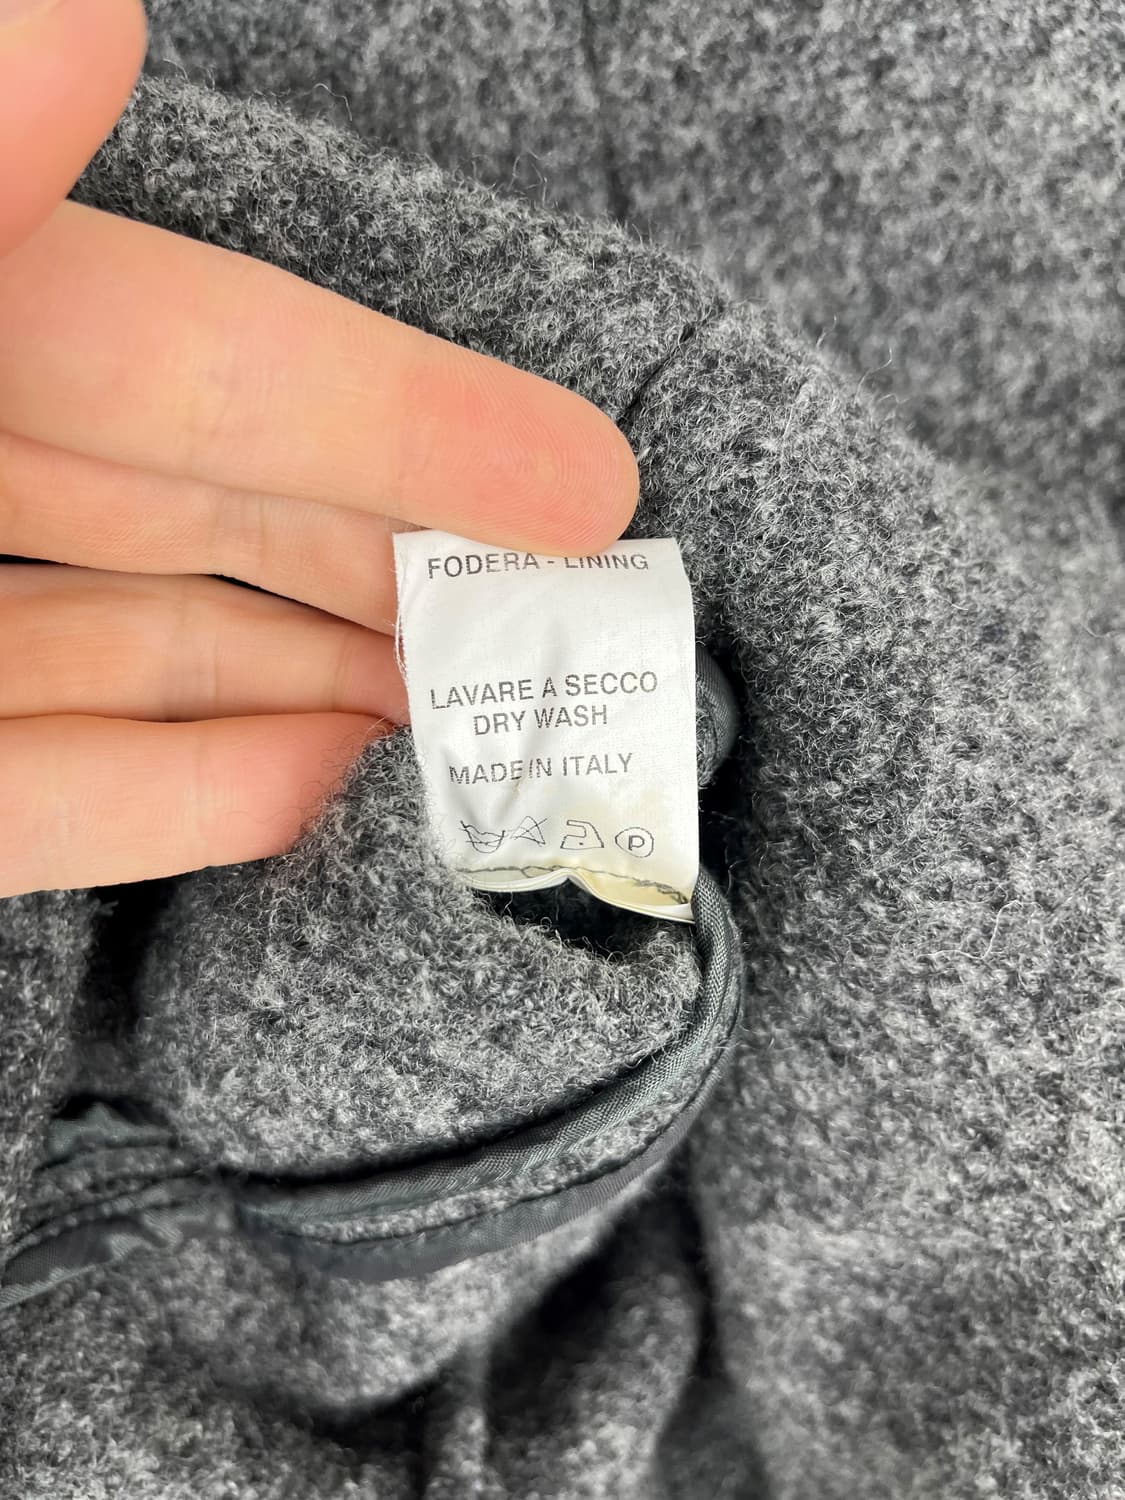 FODERA - LINING
LAVARE A SECCO
DRY WASH
MADE IN ITALY
P